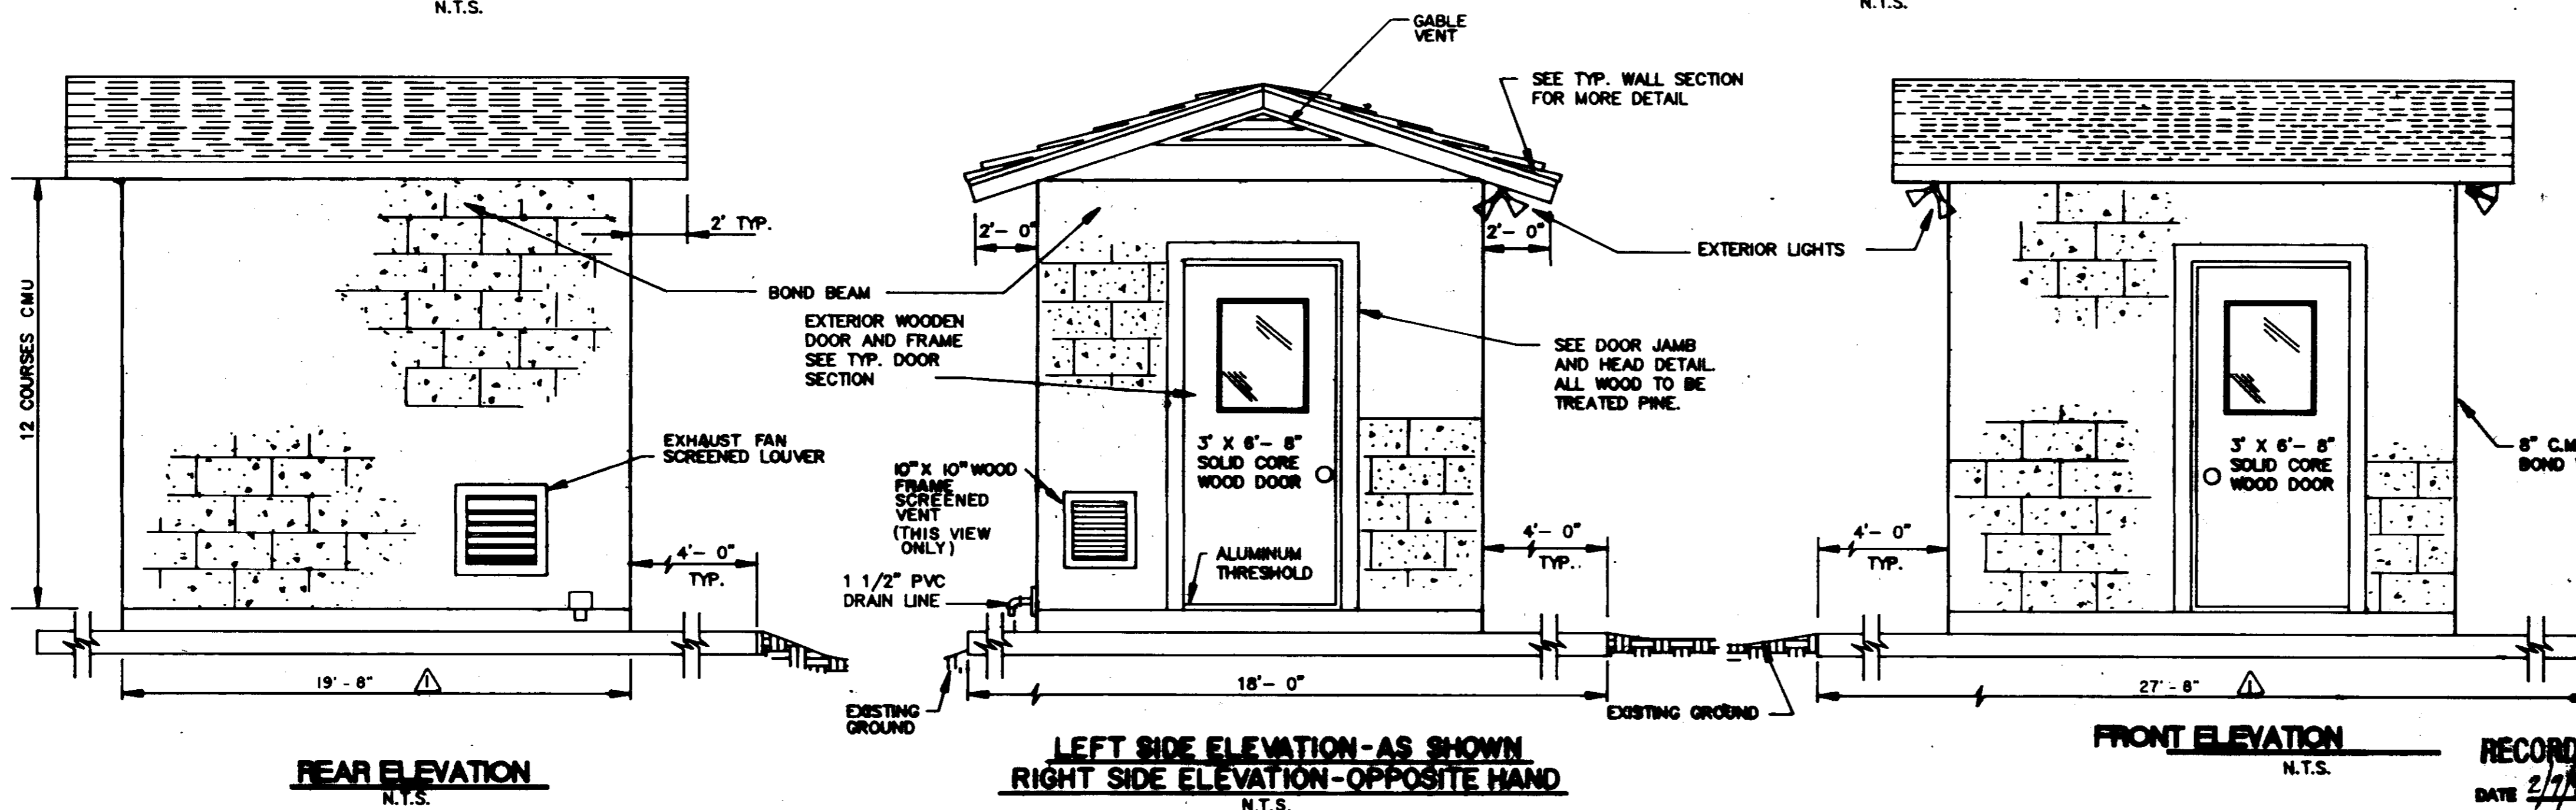 N.T.S.
N.T.S.
GABLE
VENT
SEE TYP. WALL SECTION
FOR MORE DETAIL
12 COURSES CMU
2' TYP.
BOND BEAM
EXHAUST FAN
SCREENED LOUVER
4'- 0"
TYP.
19' - 8"
1
REAR ELEVATION
N.T.S.
2'- 0"
2'- 0"
EXTERIOR LIGHTS
EXTERIOR WOODEN
DOOR AND FRAME
SEE TYP. DOOR
SECTION
SEE DOOR JAMB
AND HEAD DETAIL.
ALL WOOD TO BE
TREATED PINE.
10" X 10" WOOD
FRAME
SCREENED
VENT
(THIS VIEW
ONLY)
3' X 6'- 8"
SOLID CORE
WOOD DOOR
1 1/2" PVC
DRAIN LINE
ALUMINUM
THRESHOLD
4'- 0"
TYP.
18'- 0"
EXISTING
GROUND
EXISTING GROUND
LEFT SIDE ELEVATION-AS SHOWN
RIGHT SIDE ELEVATION-OPPOSITE HAND
N.T.S.
3' X 6'- 8"
SOLID CORE
WOOD DOOR
8" C.M
BOND
4'- 0"
TYP.
27' - 8"
1
FRONT ELEVATION
N.T.S.
RECORD
DATE